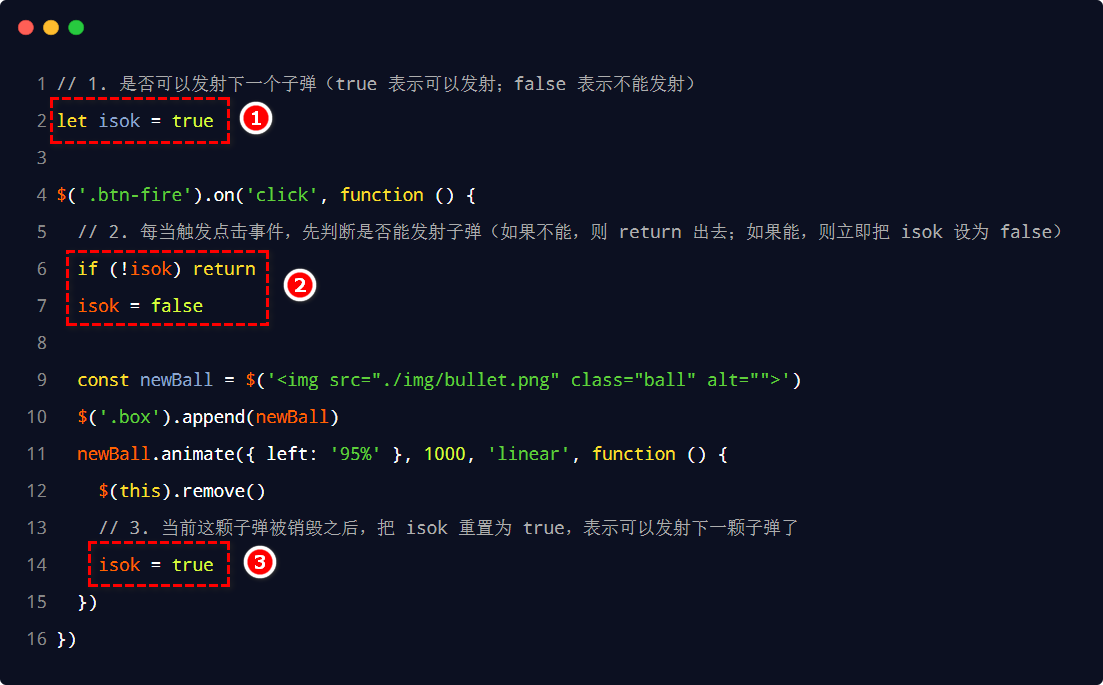 1 // 1. 是否可以发射下一个子弹（true 表示可以发射；false 表示不能发射）
2 let isok = true 1
3
4 $('.btn-fire').on('click', function () {
5   // 2. 每当触发点击事件，先判断是否能发射子弹（如果不能，则 return 出去；如果能，则立即把 isok 设为 false）
6   if (!isok) return
2
7   isok = false
8
9   const newBall = $('<img src="./img/bullet.png" class="ball" alt="">')
10   $('.box').append(newBall)
11   newBall.animate({ left: '95%' }, 1000, 'linear', function () {
12     $(this).remove()
13     // 3. 当前这颗子弹被销毁之后，把 isok 重置为 true，表示可以发射下一颗子弹了
14     isok = true 3
15   })
16 })